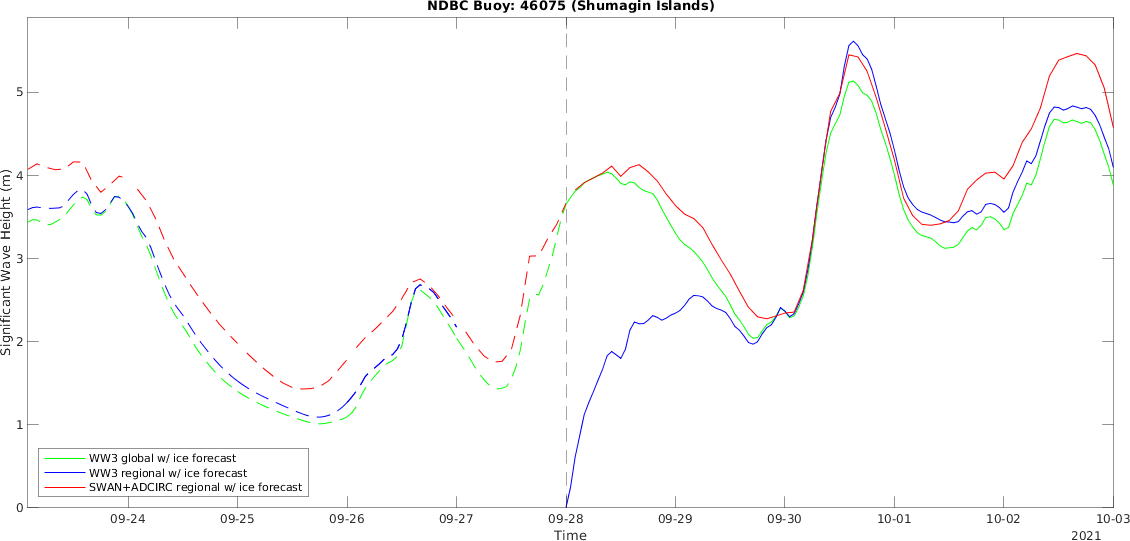 NDBC Buoy: 46075 (Shumagin Islands)
Significant Wave Height (m)
5
4
3
2
1
0
WW3 global w/ ice forecast
WW3 regional w/ ice forecast
SWAN+ADCIRC regional w/ ice forecast
09-24 09-25 09-26 09-27 09-28 09-29 09-30 10-01 10-02 10-03
Time
2021